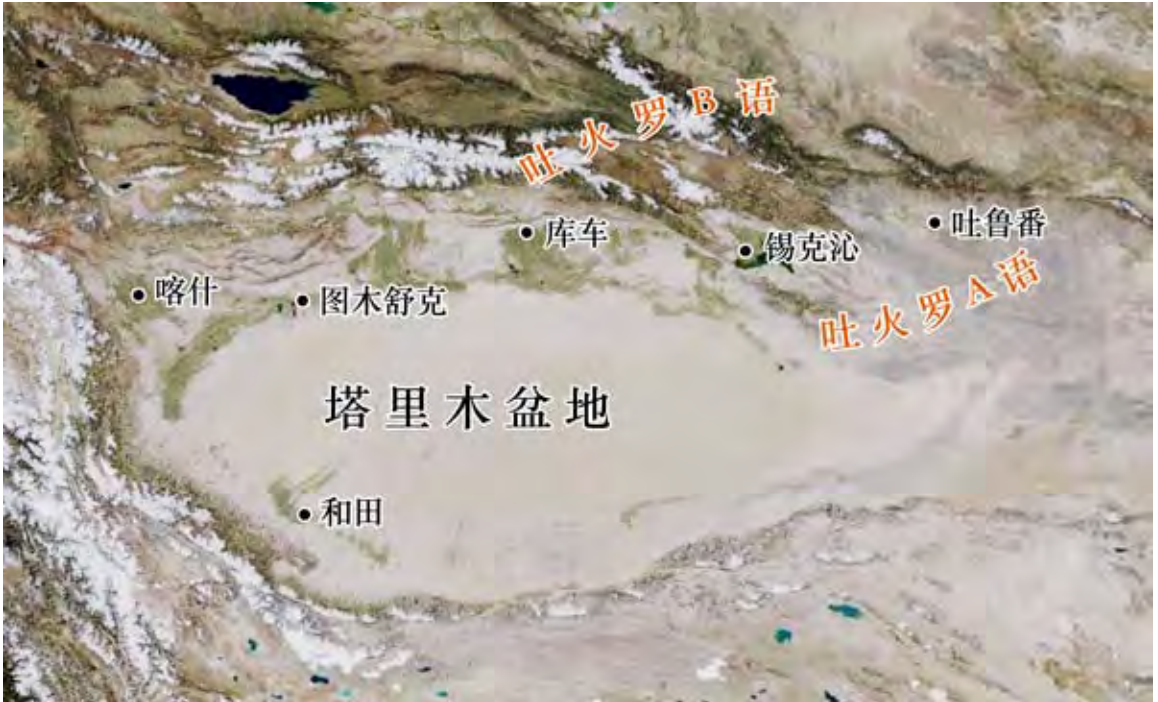 吐火罗B语
吐鲁番
库车
锡克沁
吐火罗A语
喀什
图木舒克
塔里木盆地
和田